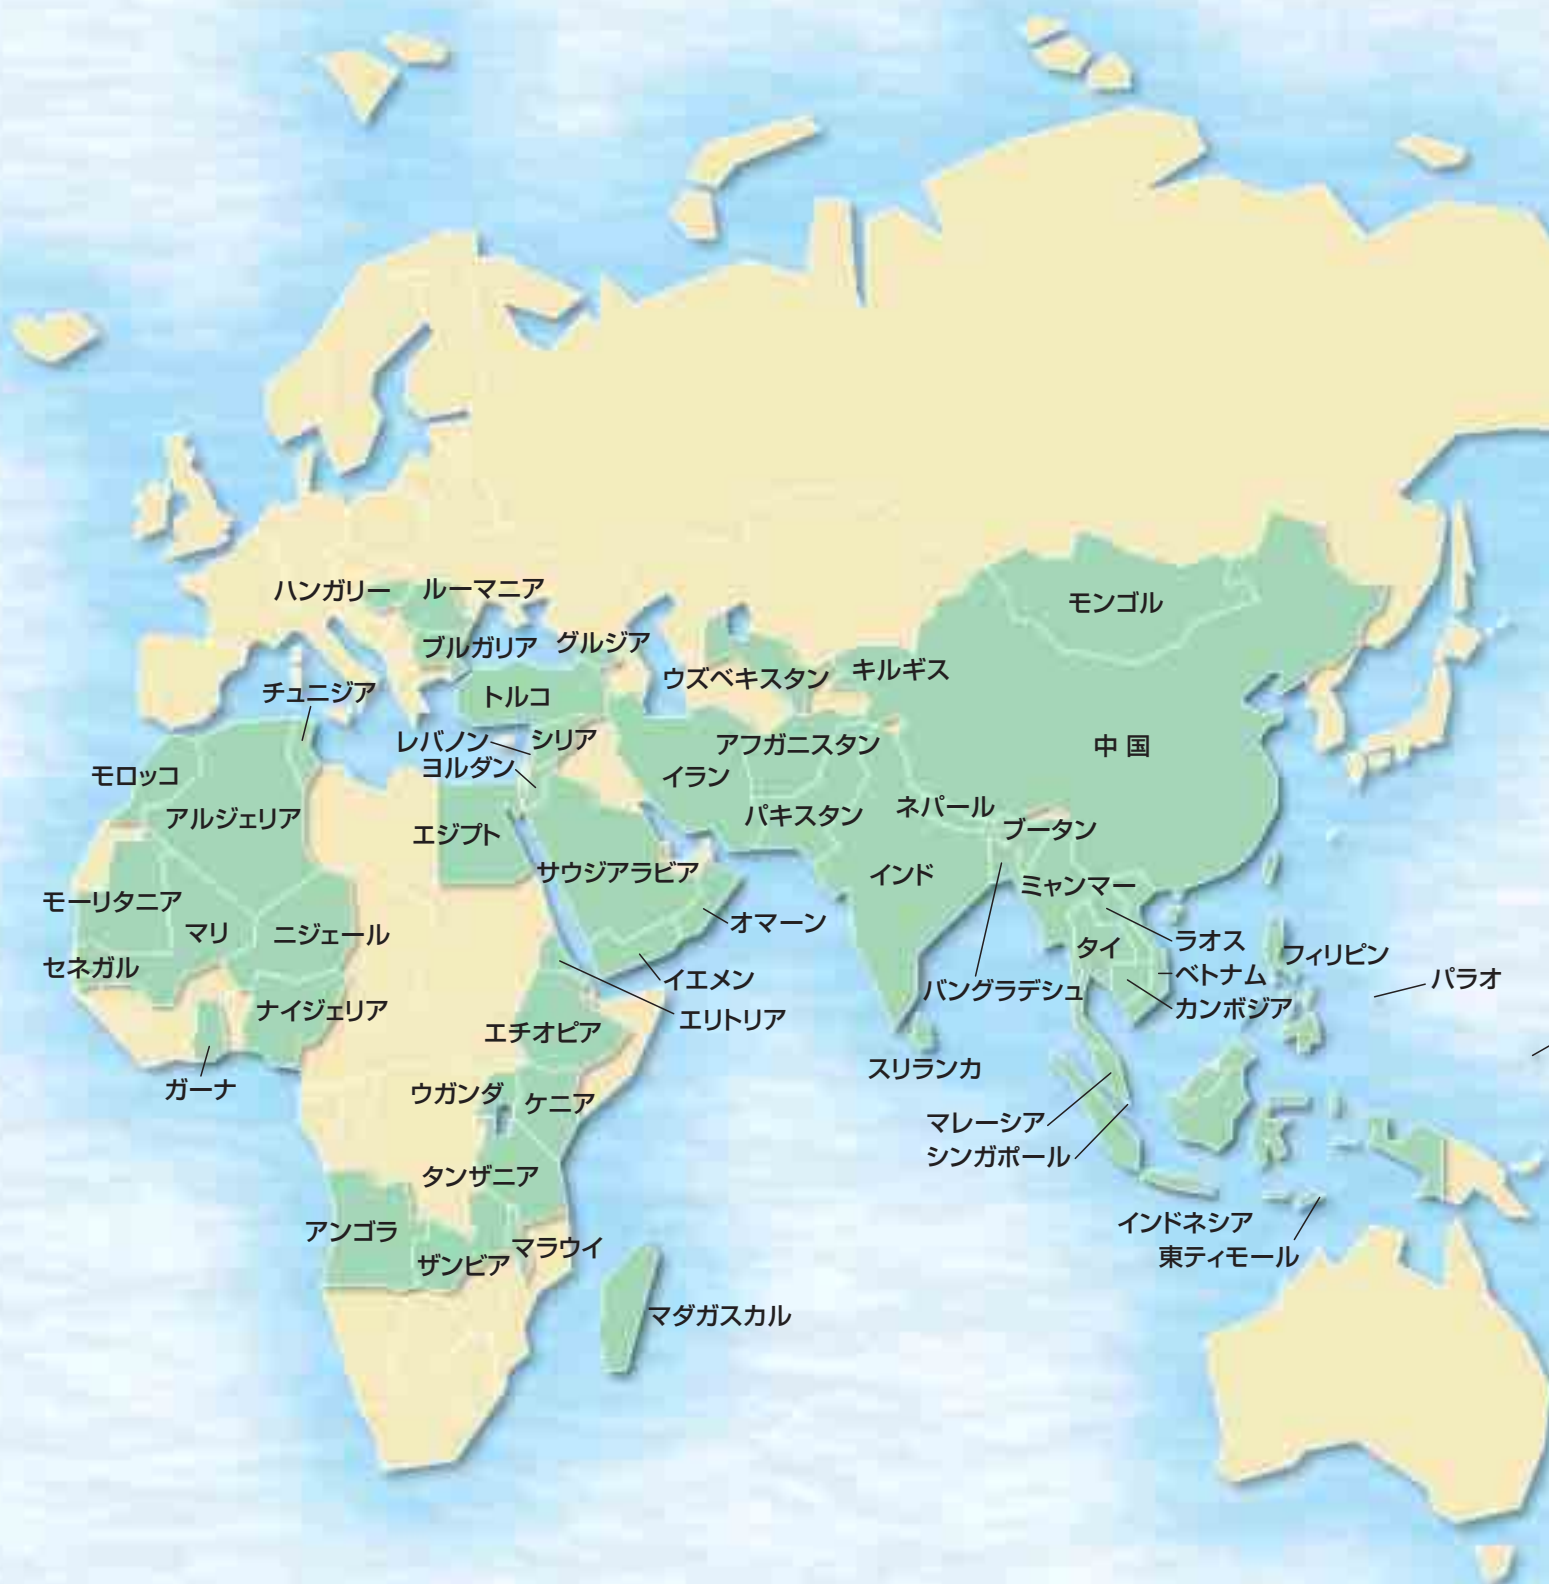 ハンガリー
ルーマニア
ブルガリア
グルジア
モンゴル
ウズベキスタン
キルギス
チュニジア
トルコ
レバノン
シリア
ヨルダン
アフガニスタン
中国
モロッコ
イラン
アルジェリア
エジプト
パキスタン
ネパール
ブータン
サウジアラビア
インド
ミャンマー
モーリタニア
マリ
ニジェール
オマーン
タイ
ラオス
フィリピン
セネガル
イエメン
バングラデシュ
ベトナム
パラオ
ナイジェリア
エチオピア
エリトリア
カンボジア
ガーナ
ウガンダ
ケニア
スリランカ
マレーシア
シンガポール
タンザニア
アンゴラ
ザンビア
マラウイ
インドネシア
東ティモール
マダガスカル